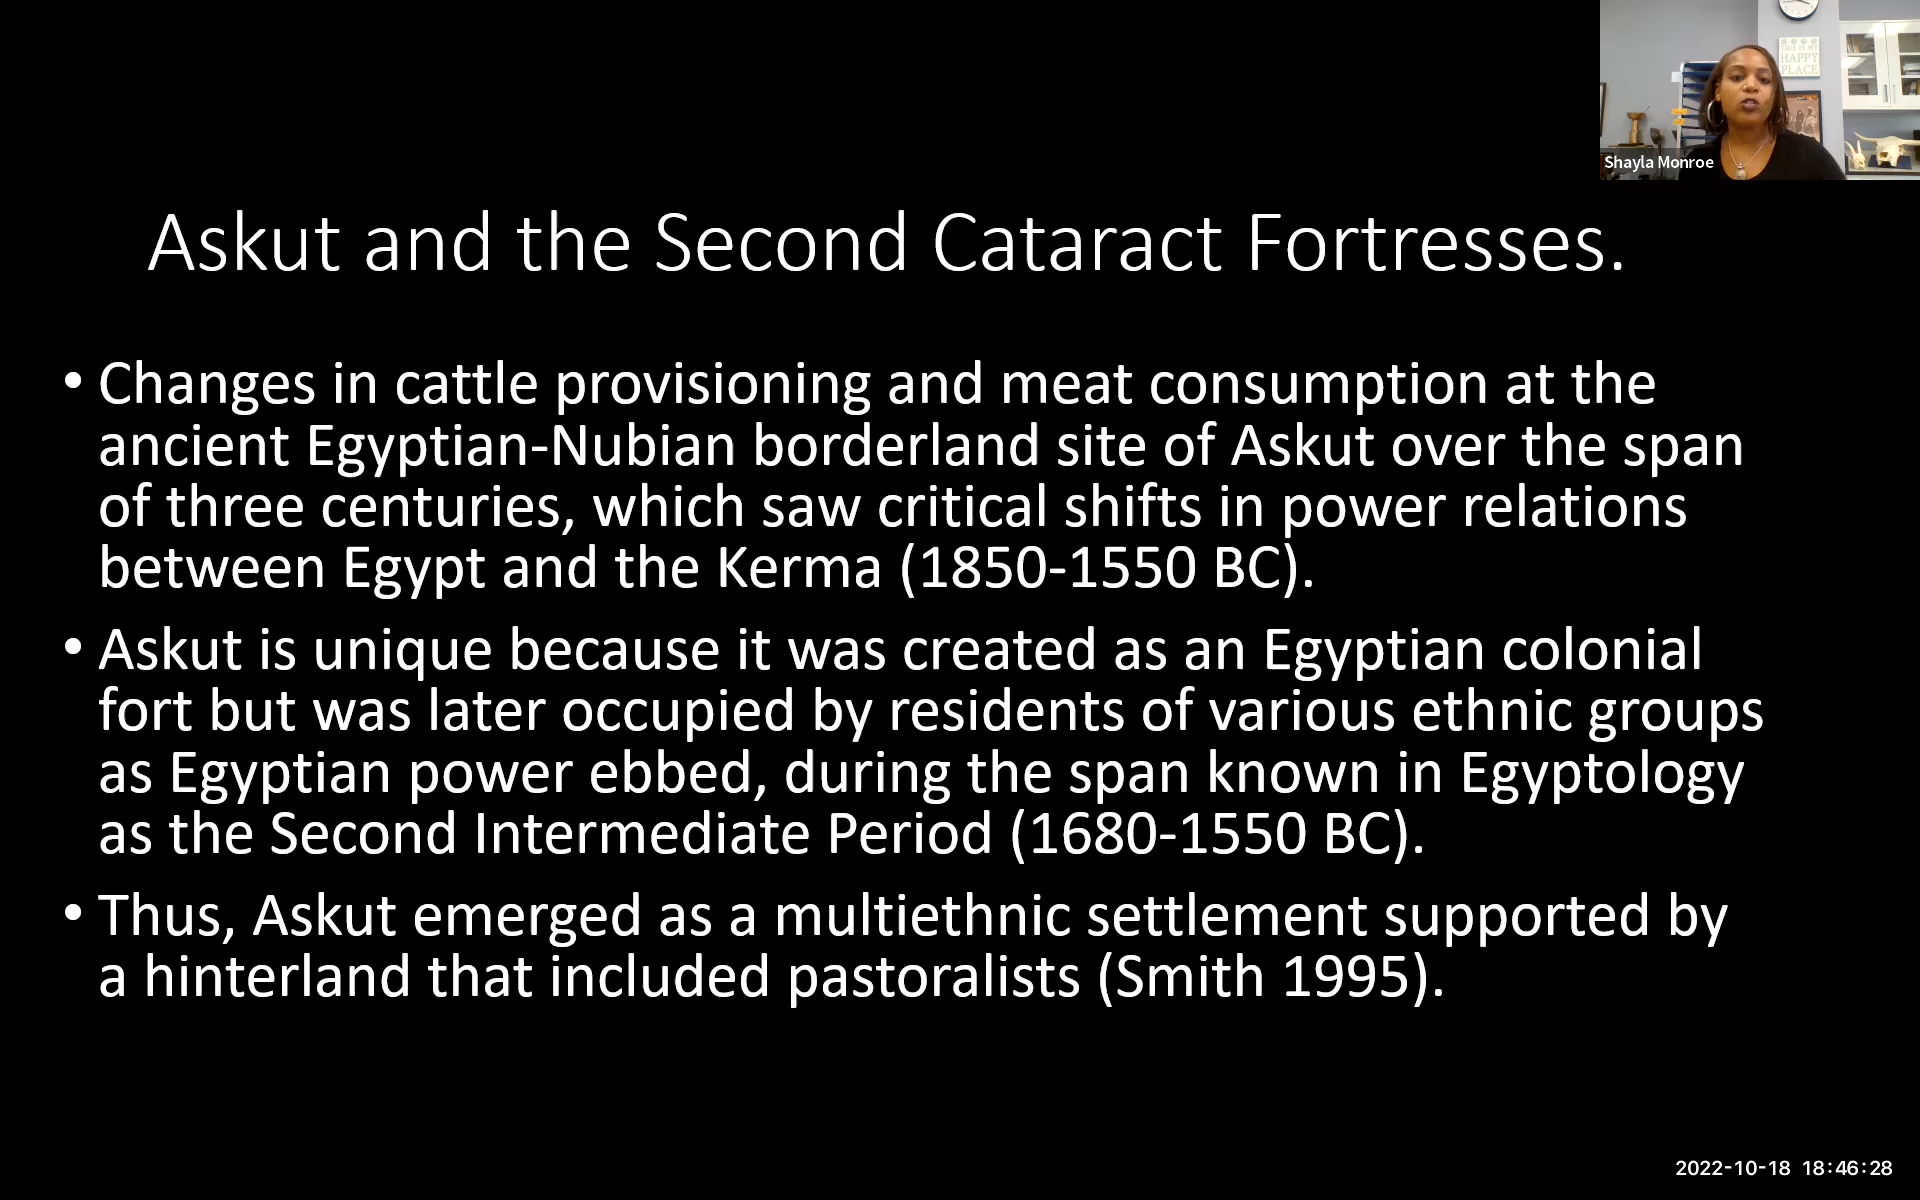 THIS IS MY
HAPPY
PLACE
Shayla Monroe
Askut and the Second Cataract Fortresses.
• Changes in cattle provisioning and meat consumption at the
ancient Egyptian-Nubian borderland site of Askut over the span
of three centuries, which saw critical shifts in power relations
between Egypt and the Kerma (1850-1550 BC).
• Askut is unique because it was created as an Egyptian colonial
fort but was later occupied by residents of various ethnic groups
as Egyptian power ebbed, during the span known in Egyptology
as the Second Intermediate Period (1680-1550 BC).
• Thus, Askut emerged as a multiethnic settlement supported by
a hinterland that included pastoralists (Smith 1995).
2022-10-18 18:46:28